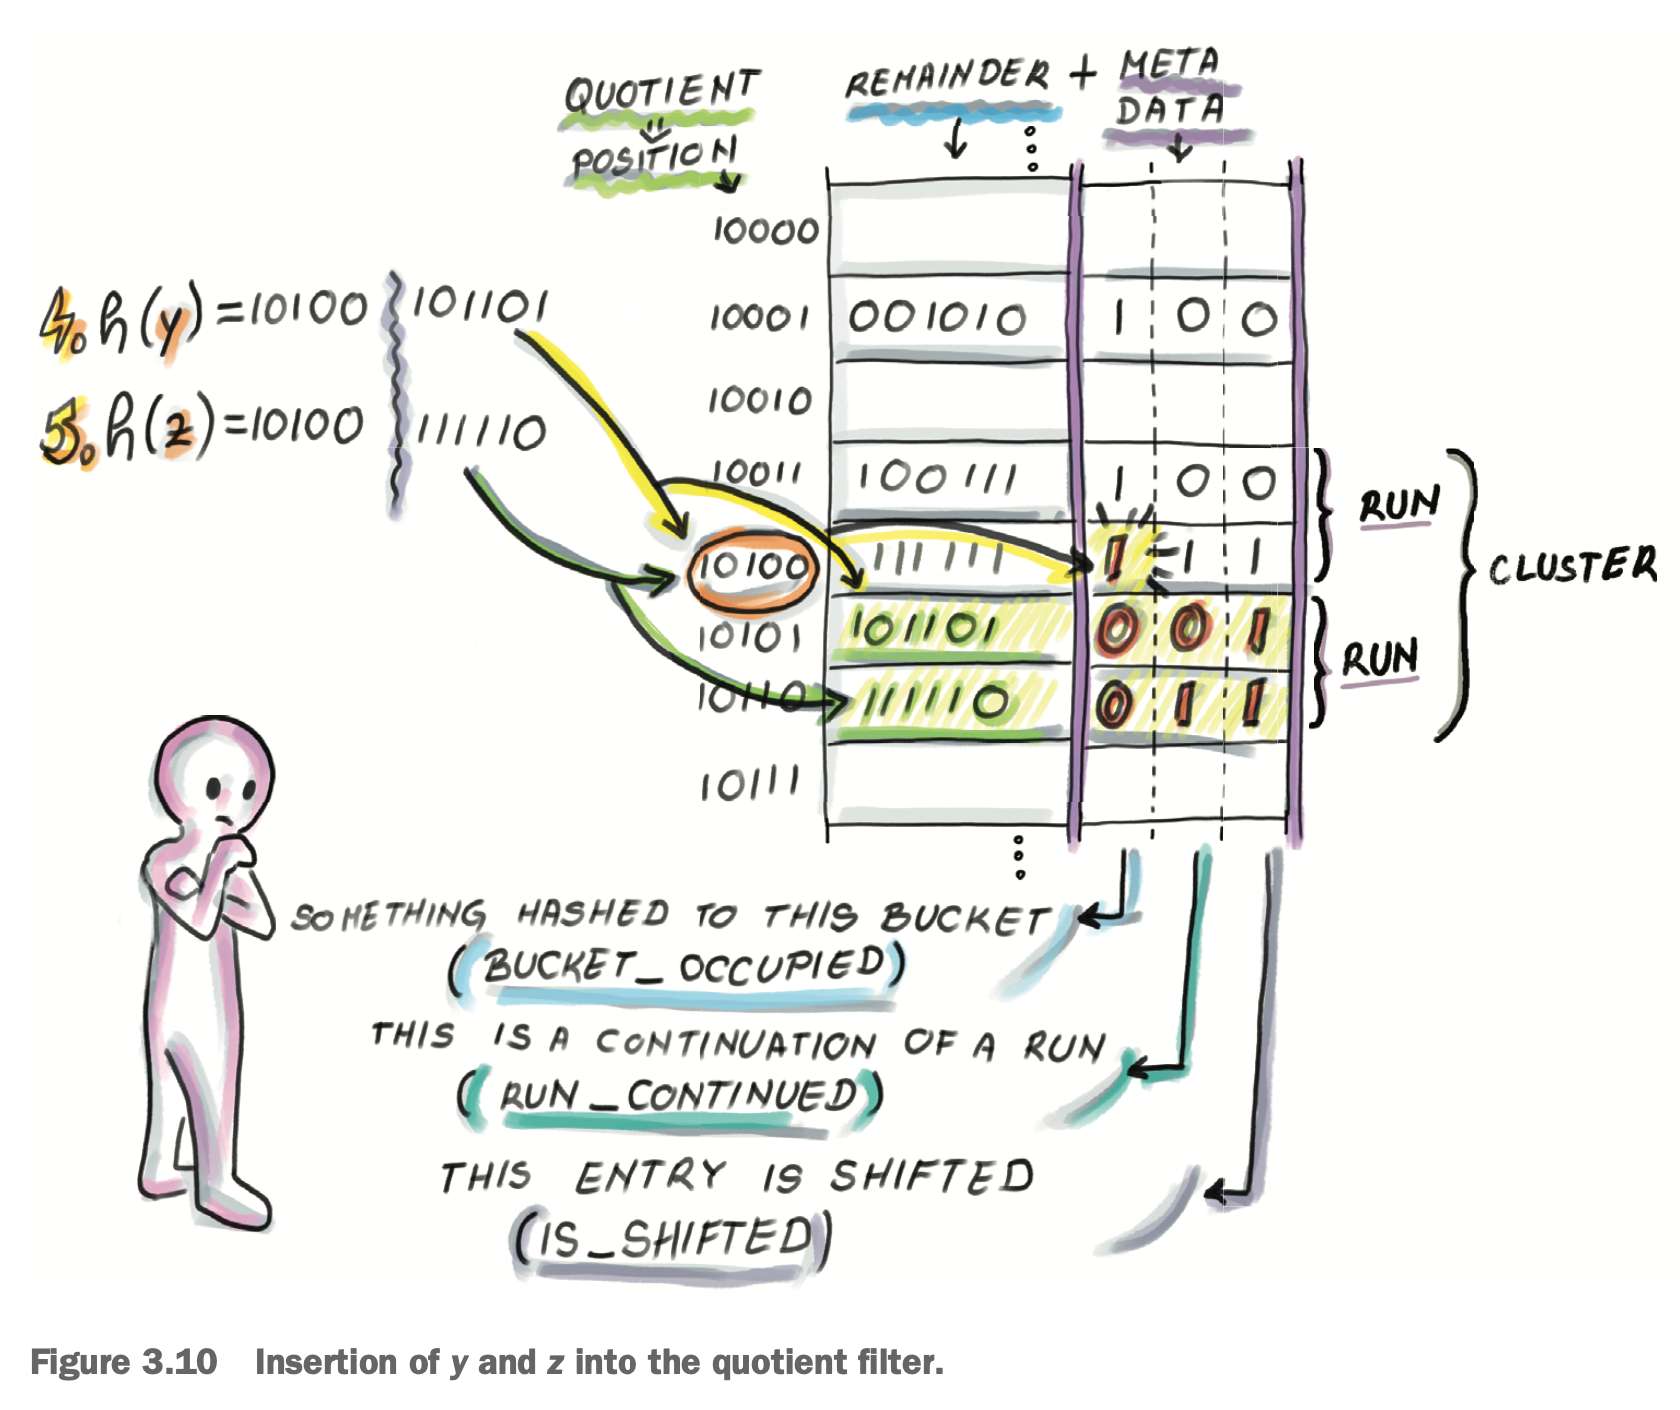 QUOTIENT
POSITION
REMAINDER + META
DATA
10000
10001 001010 1 0 0
10010
10011 100111 1 0 0
10100 111111 1 1 1
10101 101101 0 0 1
10110 111110 0 1 1
10111
4. h(y) = 10100 101101
5. h(z) = 10100 111110
RUN
RUN
CLUSTER
SOMETHING HASHED TO THIS BUCKET
(BUCKET_OCCUPIED)
THIS IS A CONTINUATION OF A RUN
(RUN_CONTINUED)
THIS ENTRY IS SHIFTED
(IS_SHIFTED)
Figure 3.10 Insertion of y and z into the quotient filter.